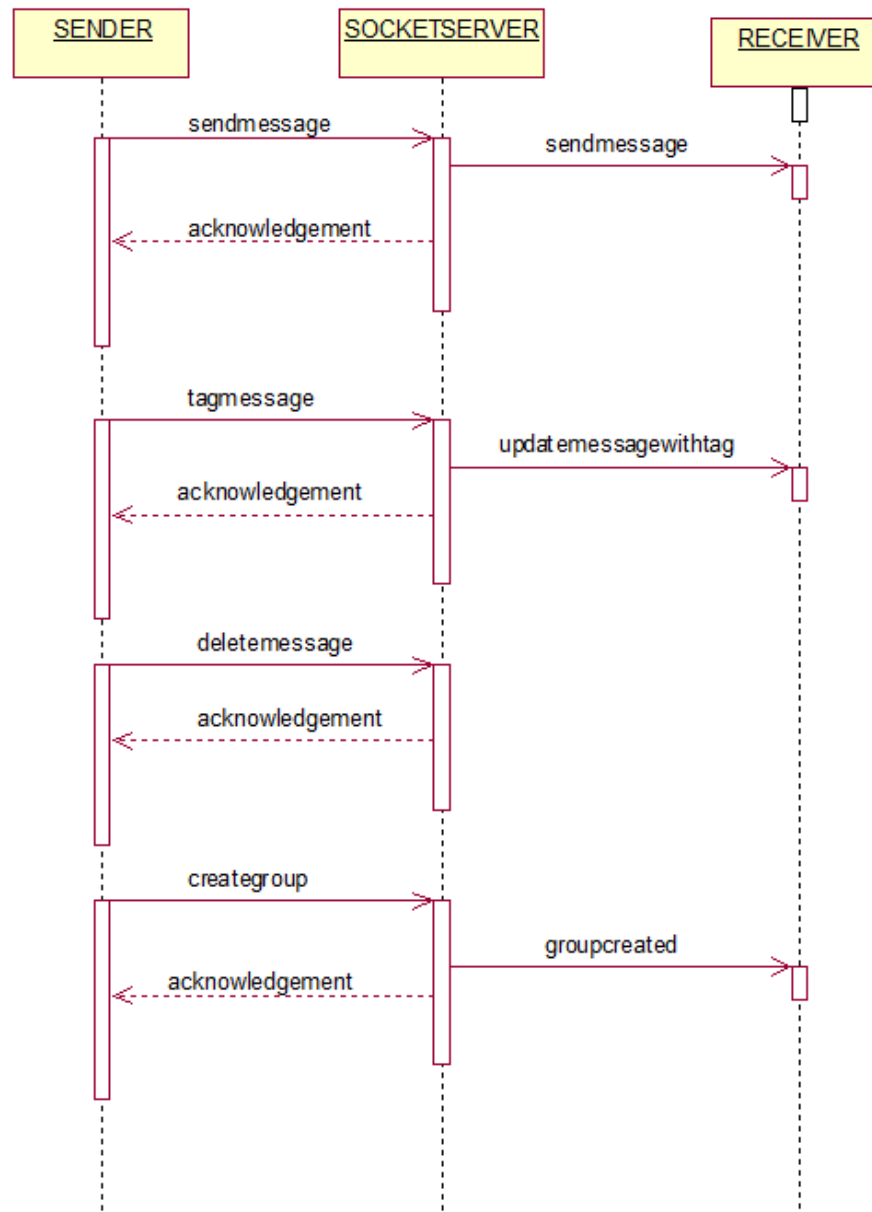 SENDER
SOCKETSERVER
RECEIVER
sendmessage
sendmessage
acknowledgement
tagmessage
updatemessagewithtag
acknowledgement
deletemessage
acknowledgement
creategroup
groupcreated
acknowledgement